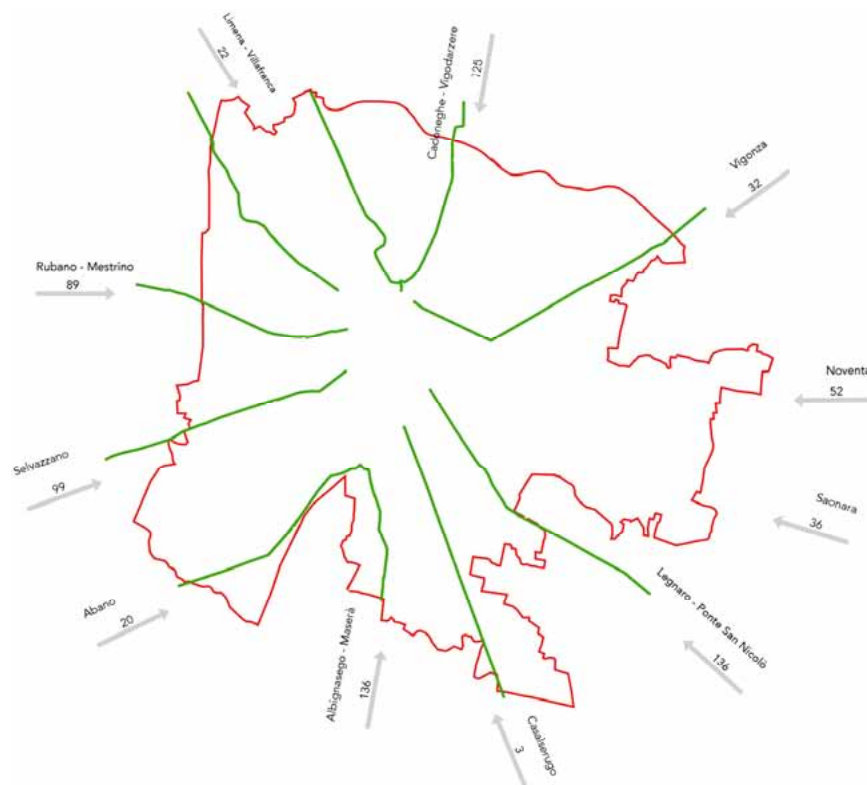 Limena - Villafranca
22
Cadoneghe - Vigodarzere
125
Vigonza
32
Rubano - Mestrino
89
Noventa
52
Selvazzano
99
Saonara
36
Abano
20
Legnaro - Ponte San Nicolò
136
Albignasego - Maserà
136
Casalserugo
3